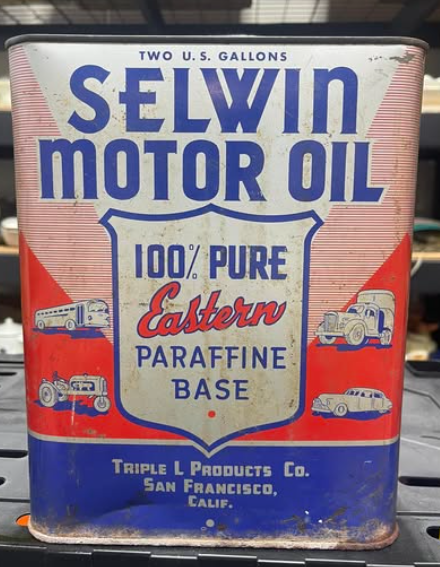 TWO U.S. GALLONS
SELWIN
MOTOR OIL
100% PURE
Eastern
PARAFFINE
BASE
TRIPLE L PRODUCTS CO.
SAN FRANCISCO,
CALIF.